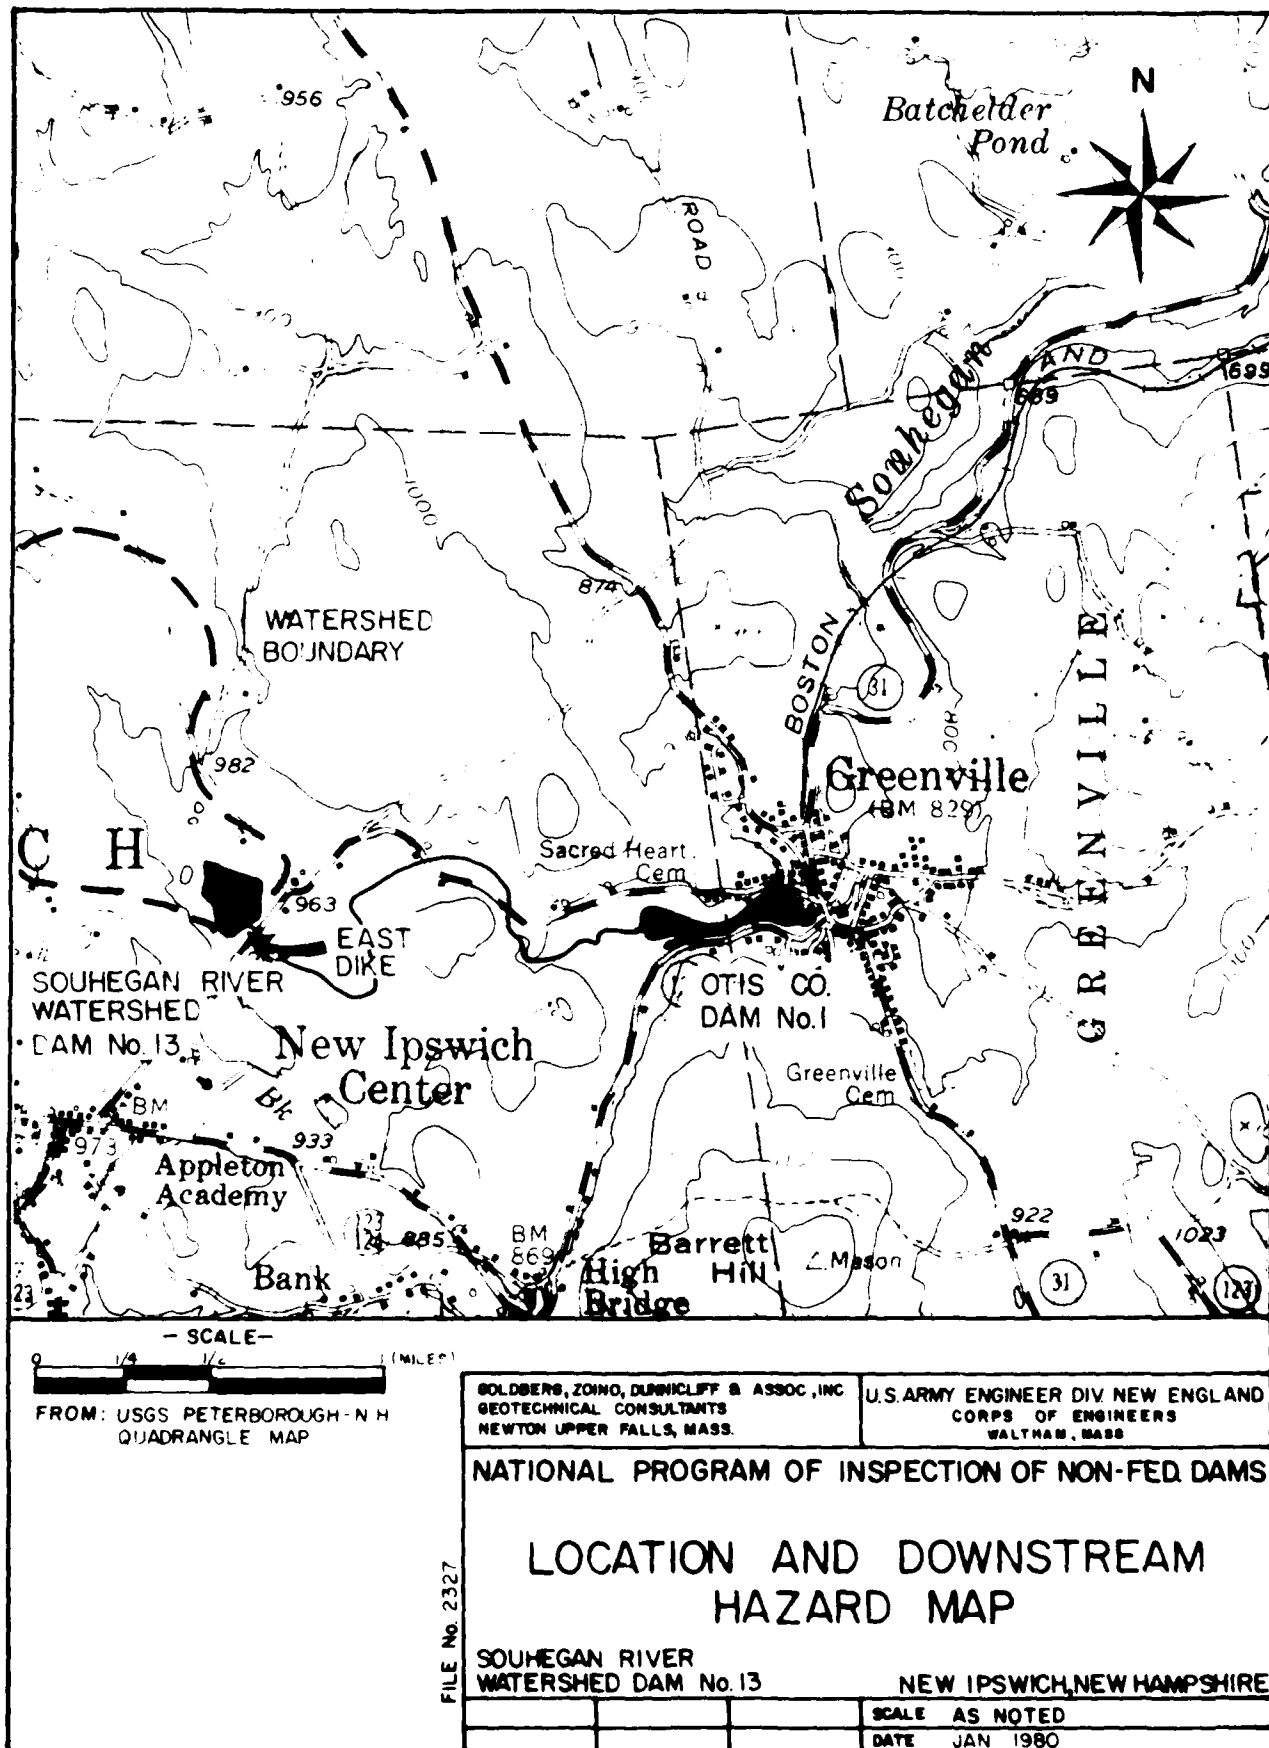 956
Batchelder
Pond
N
ROAD
Souhegan
AND
689
699
1000
874
WATERSHED
BOUNDARY
BOSTON
31
800
982
Greenville
(BM 829)
GREENVILLE
C H
Sacred Heart
Cem
963
EAST
DIKE
SOUHEGAN RIVER
WATERSHED
DAM No. 13
OTIS CO.
DAM No. 1
New Ipswich
Center
Greenville
Cem
Bk
BM
973
933
Appleton
Academy
123
124
885
BM
869
Barrett
Hill
Mason
922
1023
Bank
High
Bridge
31
123
23
- SCALE -
0 1/4 1/2 1 (MILES)
FROM: USGS PETERBOROUGH - N H
QUADRANGLE MAP
GOLDBERG, ZOINO, DUNNICLIFF & ASSOC., INC
GEOTECHNICAL CONSULTANTS
NEWTON UPPER FALLS, MASS.
U.S. ARMY ENGINEER DIV. NEW ENGLAND
CORPS OF ENGINEERS
WALTHAM, MASS
NATIONAL PROGRAM OF INSPECTION OF NON-FED. DAMS
LOCATION AND DOWNSTREAM
HAZARD MAP
FILE No. 2327
SOUHEGAN RIVER
WATERSHED DAM No. 13
NEW IPSWICH, NEW HAMPSHIRE
SCALE AS NOTED
DATE JAN 1980